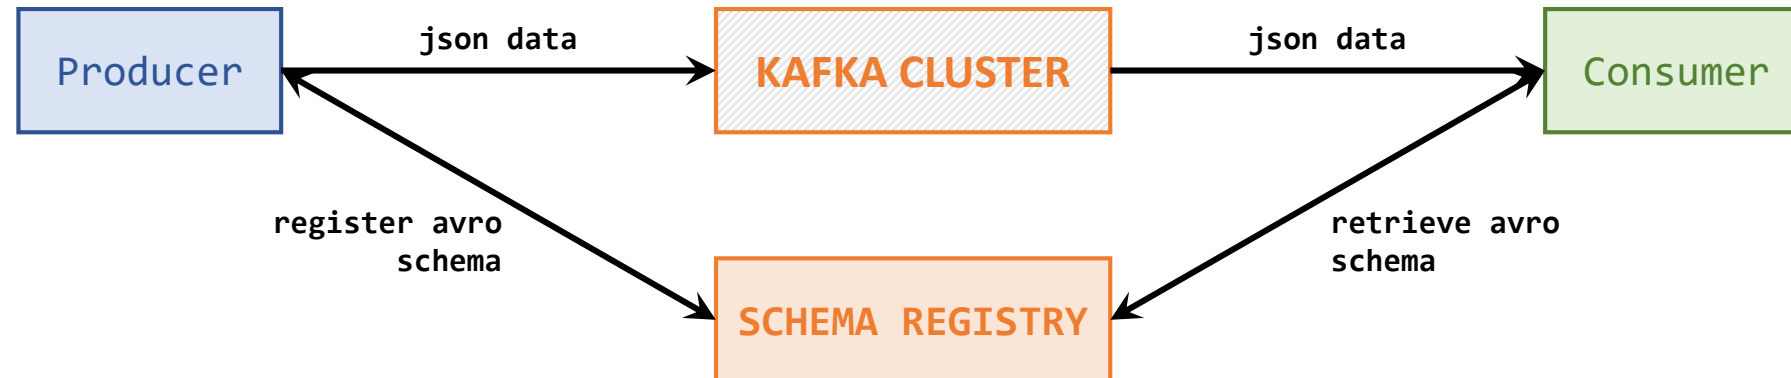 json data
json data
Producer
KAFKA CLUSTER
Consumer
register avro
schema
retrieve avro
schema
SCHEMA REGISTRY